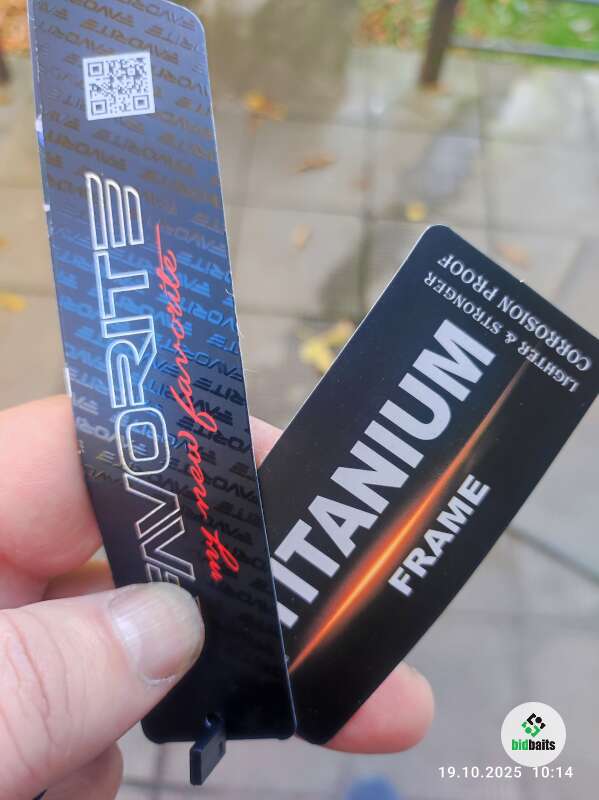 FAVORITE
my new favorite
TITANIUM
FRAME
LIGHTER & STRONGER
CORROSION PROOF
bidbaits
19.10.2025 10:14